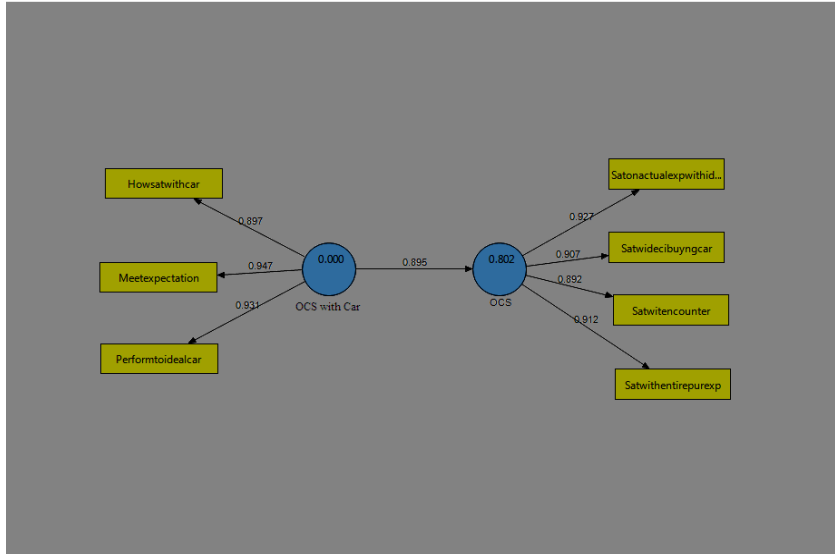 Howsatwithcar
0.897
Meetexpectation
0.947
Performtoidealcar
0.931
0.000
OCS with Car
0.895
0.802
OCS
Satonactualexpwithid...
0.927
Satwidecibuyngcar
0.907
Satwitencounter
0.892
Satwithentirepurexp
0.912